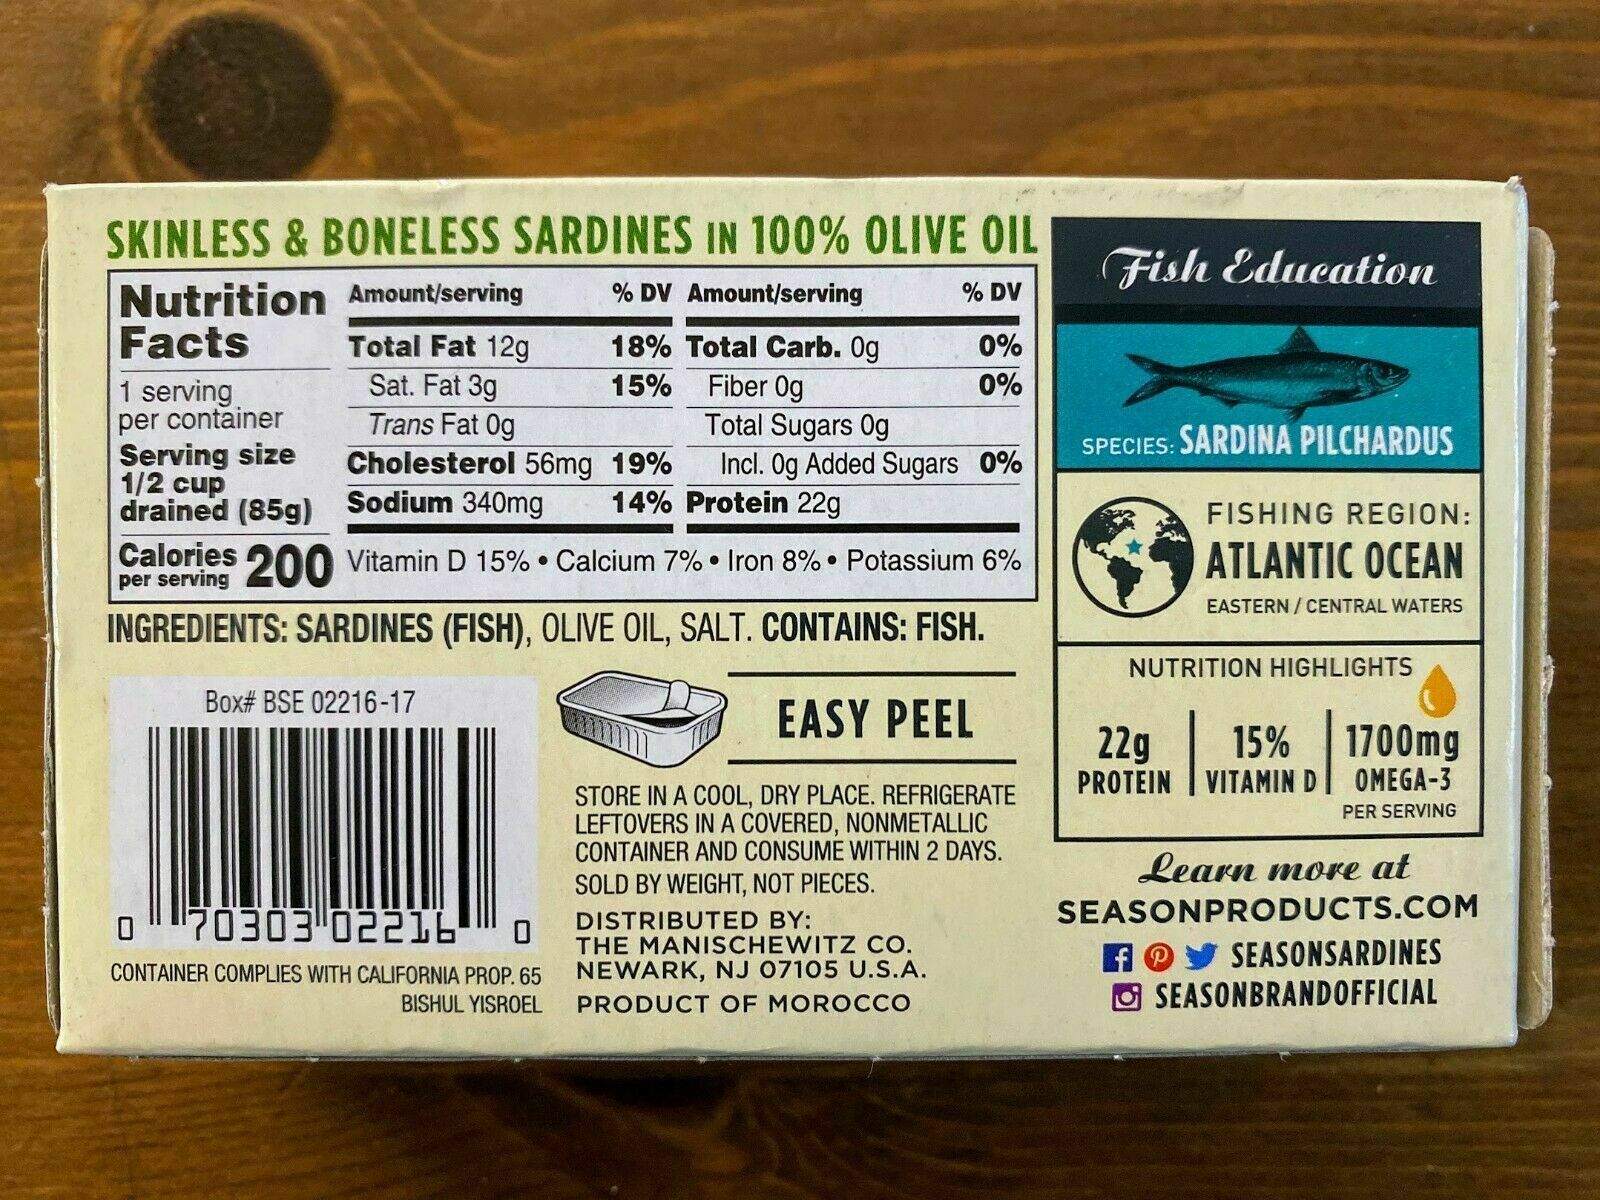 SKINLESS & BONELESS SARDINES IN 100% OLIVE OIL
Nutrition
Facts
1 serving
per container
Serving size
1/2 cup
drained (85g)
Calories
per serving
200
Amount/serving % DV
Total Fat 12g 18%
Sat. Fat 3g 15%
Trans Fat 0g
Cholesterol 56mg 19%
Sodium 340mg 14%
Amount/serving % DV
Total Carb. 0g 0%
Fiber 0g 0%
Total Sugars 0g
Incl. 0g Added Sugars 0%
Protein 22g
Vitamin D 15% • Calcium 7% • Iron 8% • Potassium 6%
INGREDIENTS: SARDINES (FISH), OLIVE OIL, SALT. CONTAINS: FISH.
Box# BSE 02216-17
0 70303 02216 0
CONTAINER COMPLIES WITH CALIFORNIA PROP. 65
BISHUL YISROEL
EASY PEEL
STORE IN A COOL, DRY PLACE. REFRIGERATE
LEFTOVERS IN A COVERED, NONMETALLIC
CONTAINER AND CONSUME WITHIN 2 DAYS.
SOLD BY WEIGHT, NOT PIECES.
DISTRIBUTED BY:
THE MANISCHEWITZ CO.
NEWARK, NJ 07105 U.S.A.
PRODUCT OF MOROCCO
Fish Education
SPECIES: SARDINA PILCHARDUS
FISHING REGION:
ATLANTIC OCEAN
EASTERN / CENTRAL WATERS
NUTRITION HIGHLIGHTS
22g 15% 1700mg
PROTEIN VITAMIN D OMEGA-3
PER SERVING
Learn more at
SEASONPRODUCTS.COM
SEASONSARDINES
SEASONBRANDOFFICIAL